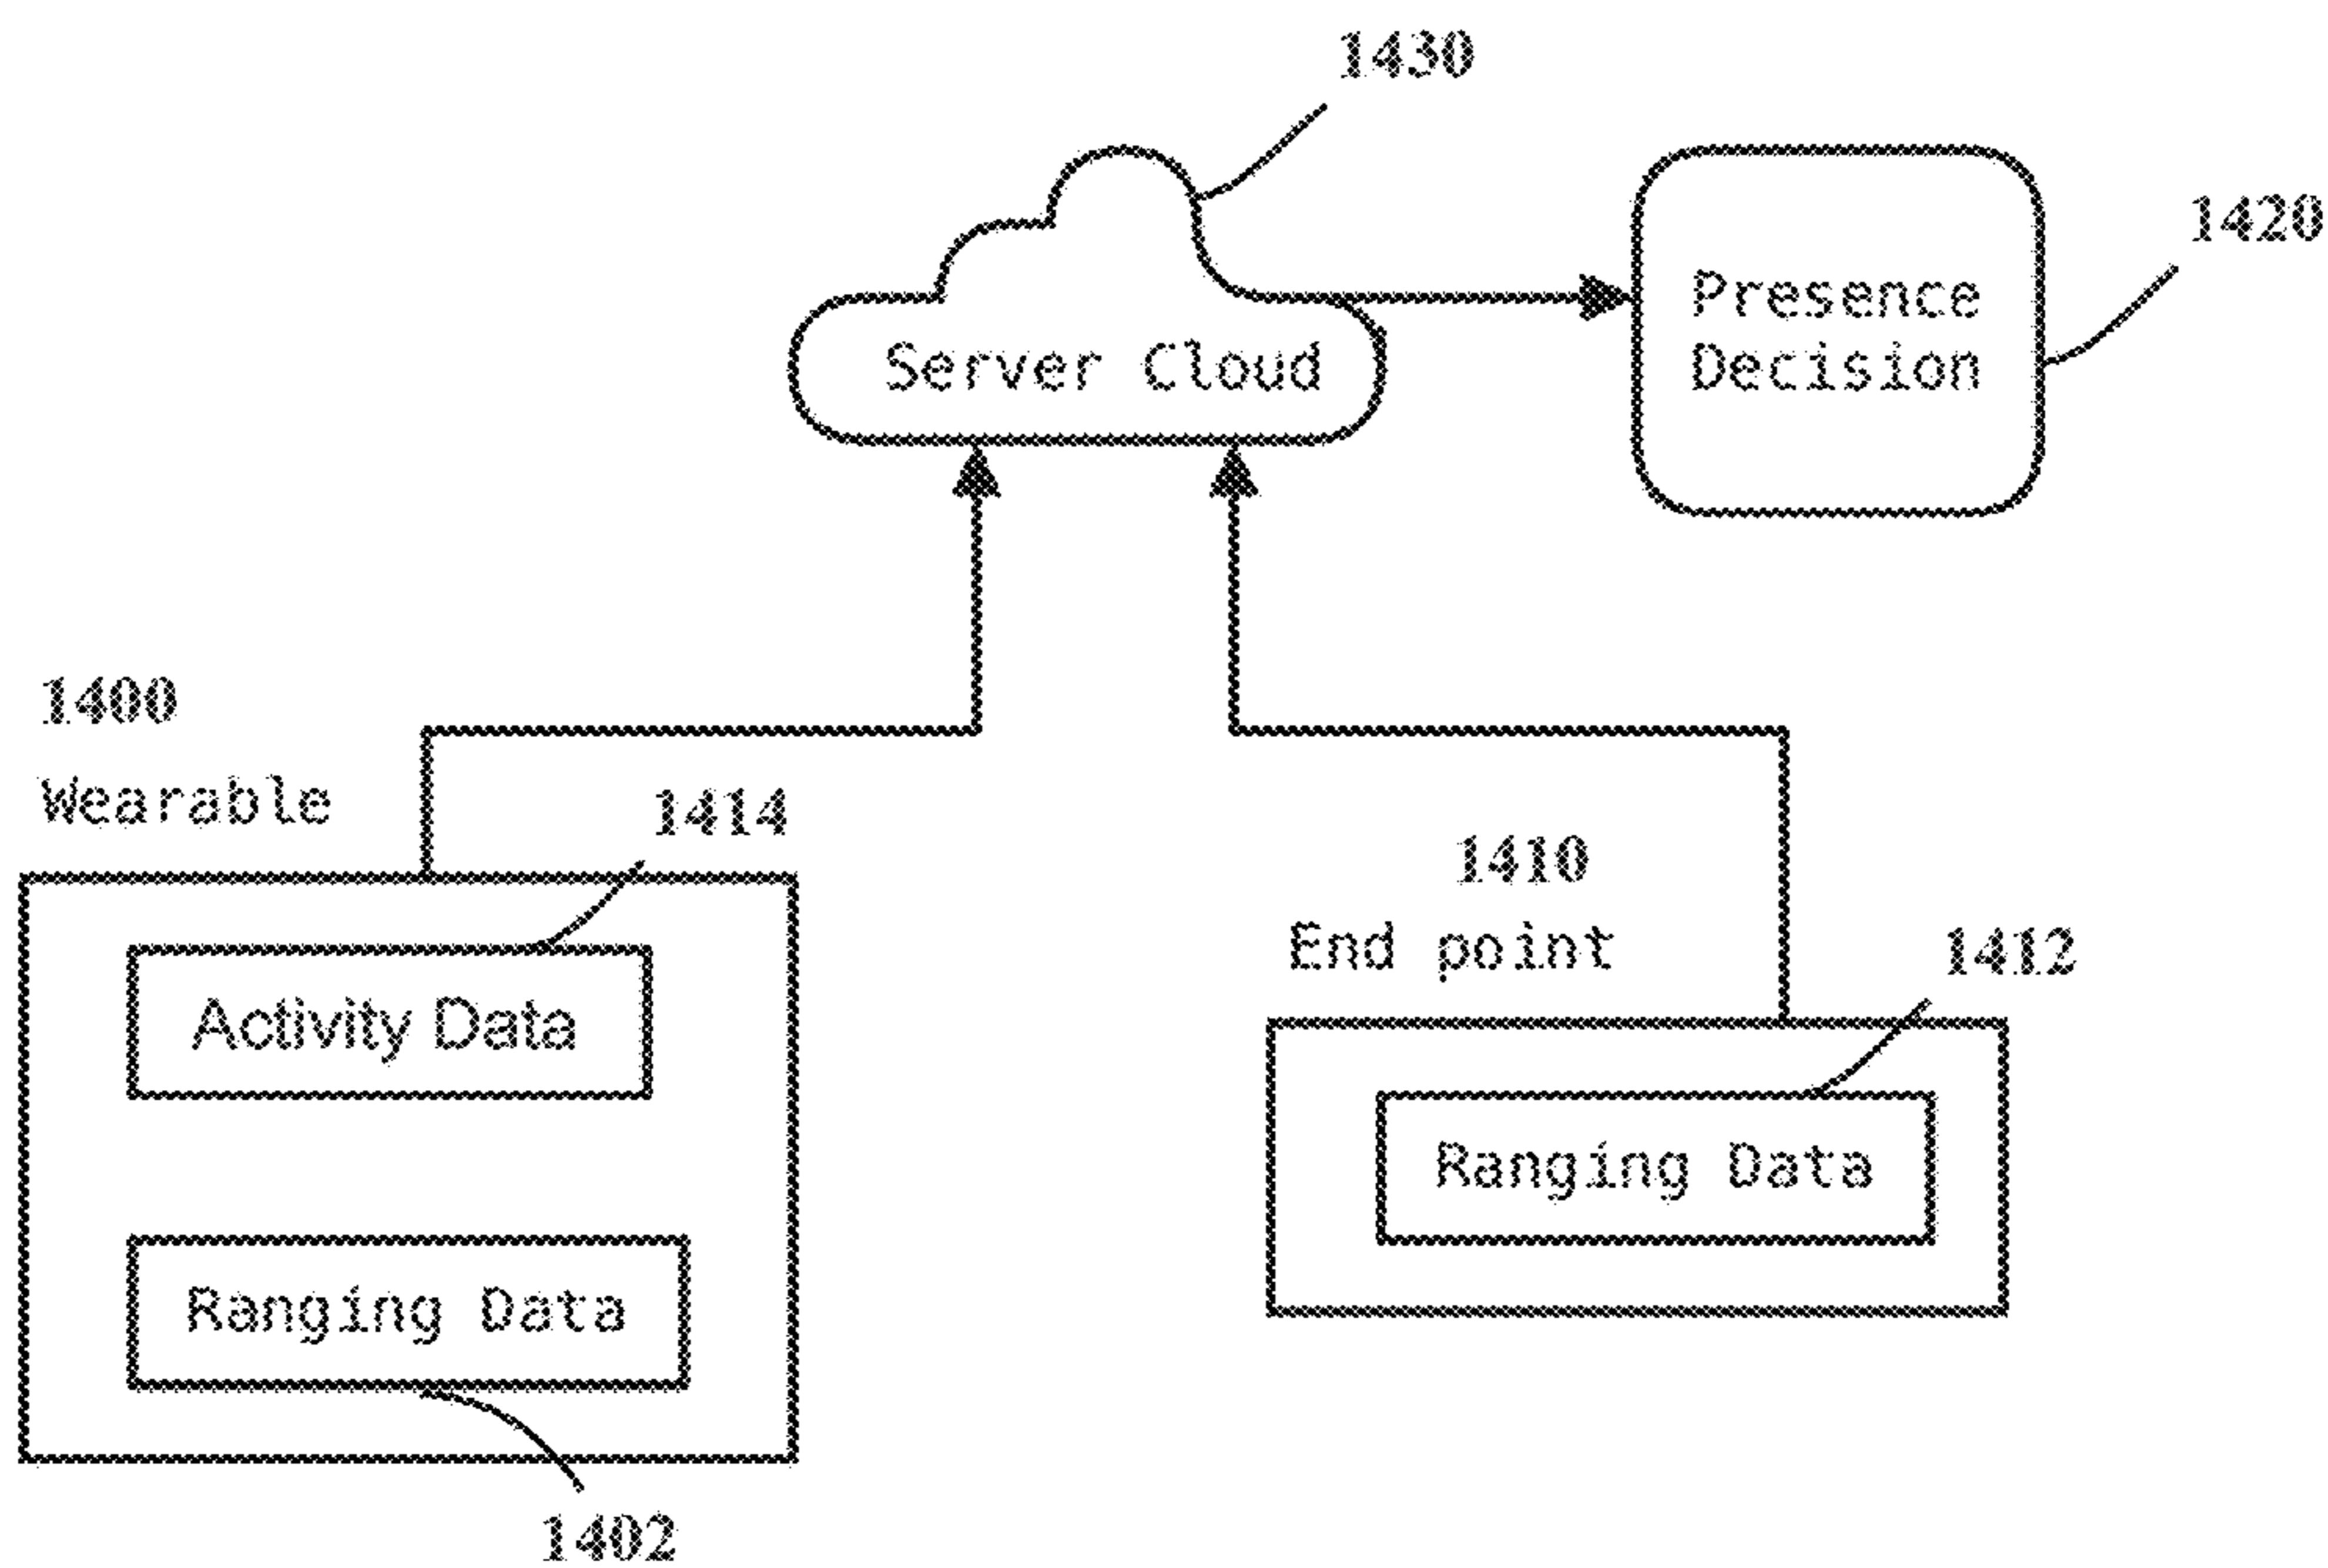 1430
1420
Presence
Decision
Server Cloud
1400
Wearable
1414
1410
End point
1412
Activity Data
Ranging Data
Ranging Data
1402